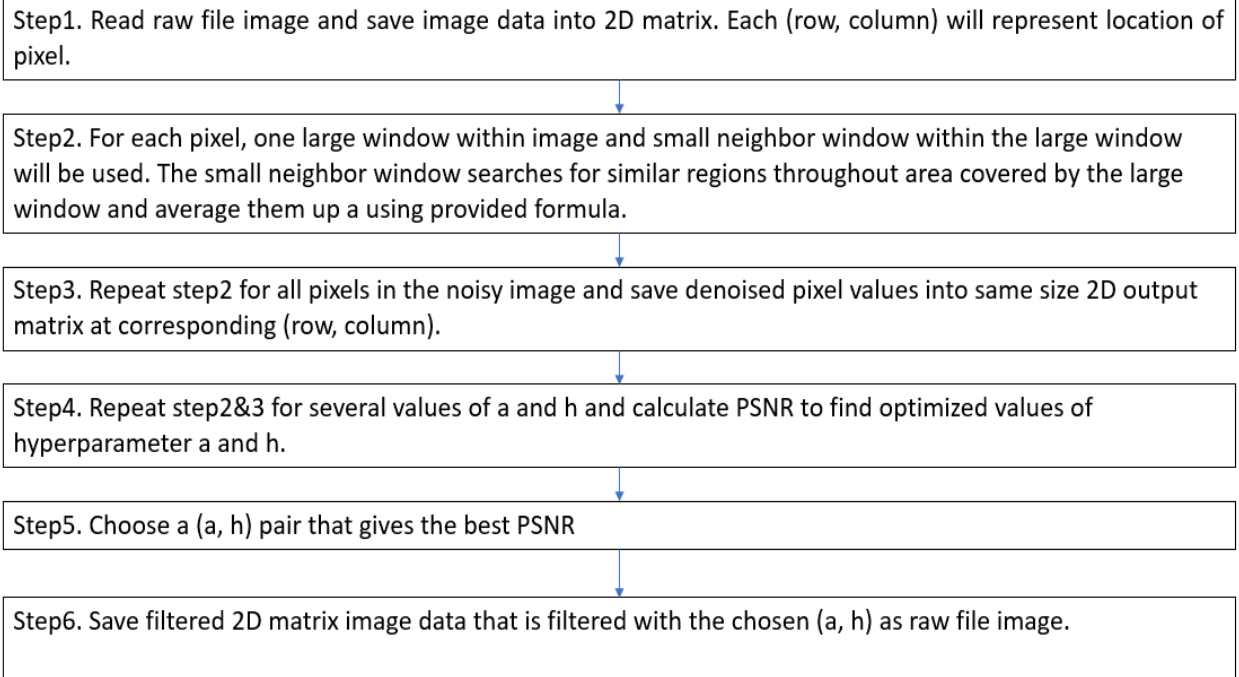 Step1. Read raw file image and save image data into 2D matrix. Each (row, column) will represent location of
pixel.
Step2. For each pixel, one large window within image and small neighbor window within the large window
will be used. The small neighbor window searches for similar regions throughout area covered by the large
window and average them up a using provided formula.
Step3. Repeat step2 for all pixels in the noisy image and save denoised pixel values into same size 2D output
matrix at corresponding (row, column).
Step4. Repeat step2&3 for several values of a and h and calculate PSNR to find optimized values of
hyperparameter a and h.
Step5. Choose a (a, h) pair that gives the best PSNR
Step6. Save filtered 2D matrix image data that is filtered with the chosen (a, h) as raw file image.